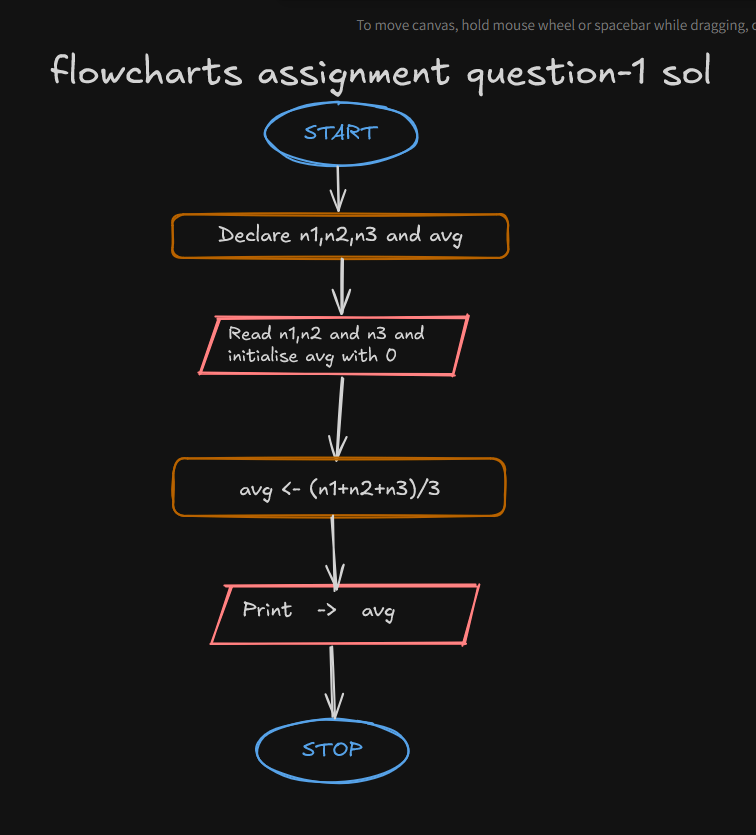 To move canvas, hold mouse wheel or spacebar while dragging,
flowcharts assignment question-1 sol
START
Declare n1,n2,n3 and avg
Read n1,n2 and n3 and
initialise avg with 0
avg <- (n1+n2+n3)/3
Print -> avg
STOP